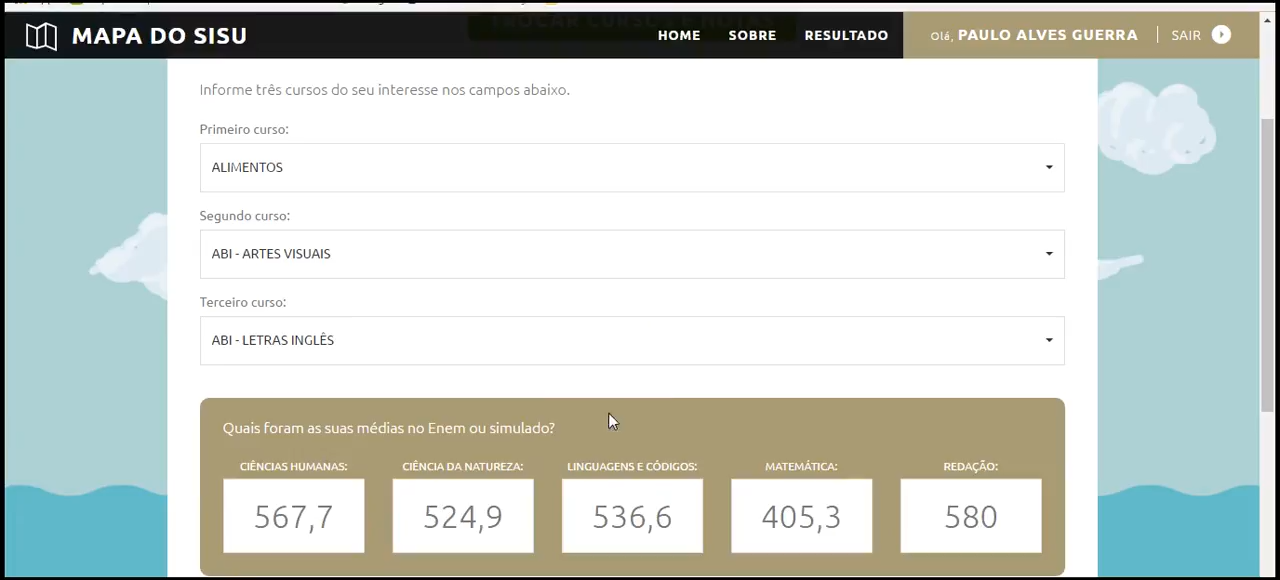 MAPA DO SISU
HOME SOBRE RESULTADO
Olá, PAULO ALVES GUERRA SAIR
Informe três cursos do seu interesse nos campos abaixo.
Primeiro curso:
ALIMENTOS
Segundo curso:
ABI - ARTES VISUAIS
Terceiro curso:
ABI - LETRAS INGLÊS
Quais foram as suas médias no Enem ou simulado?
CIÊNCIAS HUMANAS: CIÊNCIA DA NATUREZA: LINGUAGENS E CÓDIGOS: MATEMÁTICA: REDAÇÃO:
567,7 524,9 536,6 405,3 580